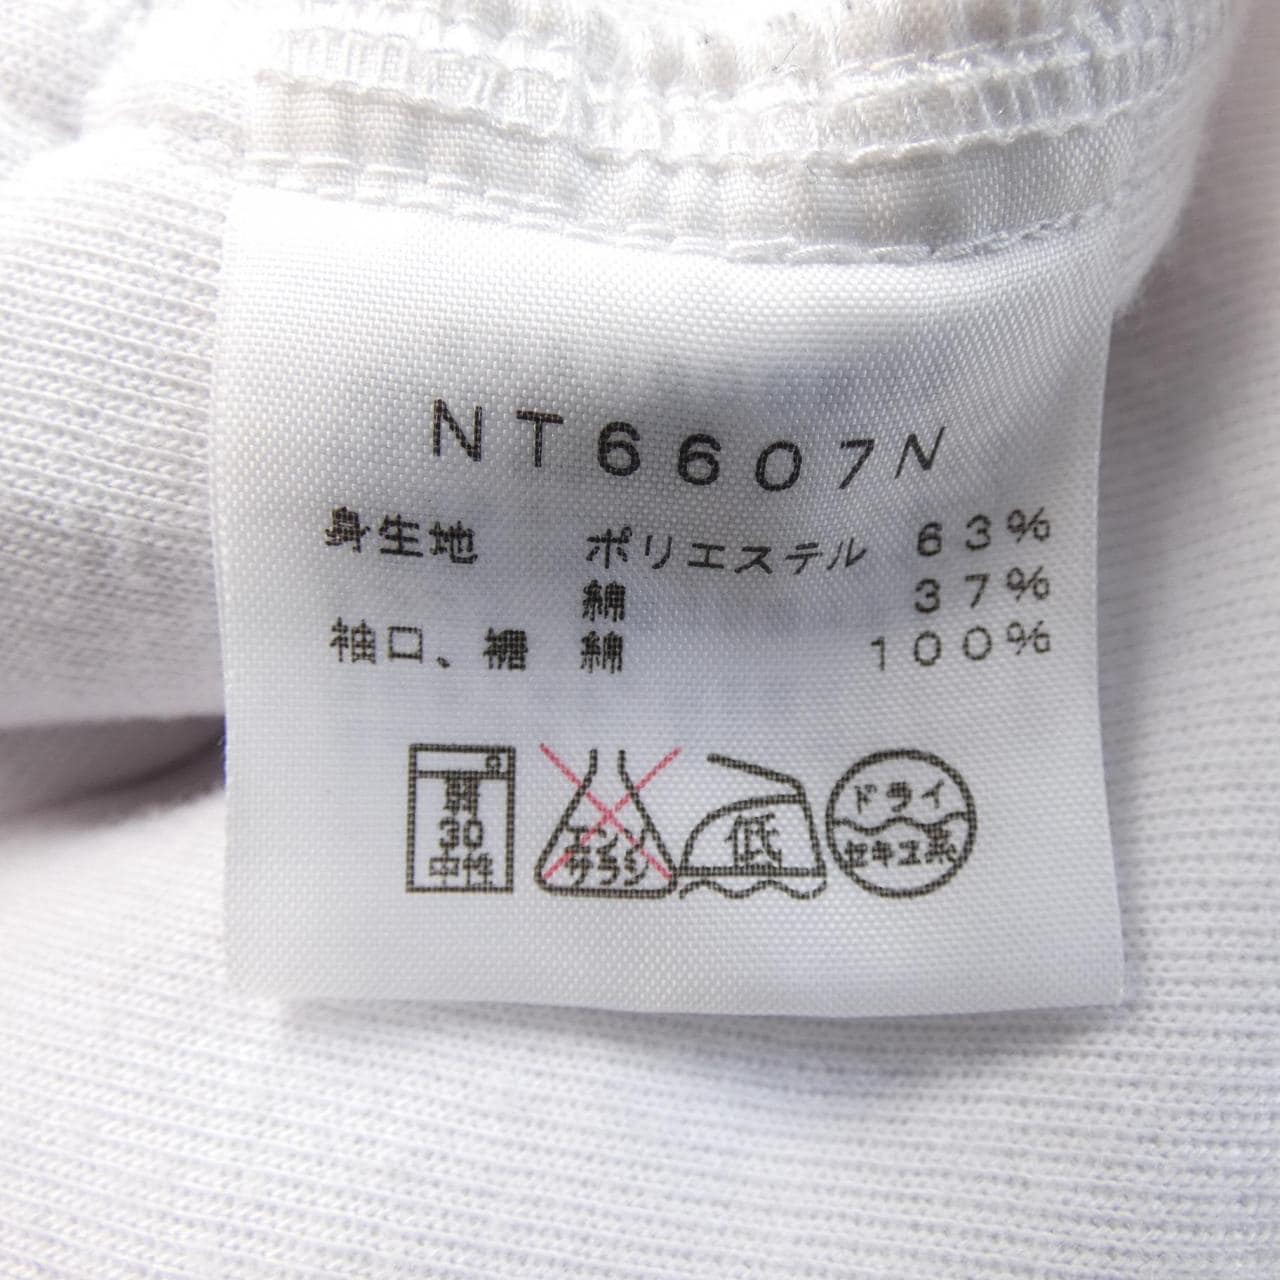 NT6607N
身生地 ポリエステル 63%
綿 37%
袖口、裾 綿 100%
弱 30 中性
エンソ サラシ
低
ドライ セキユ系